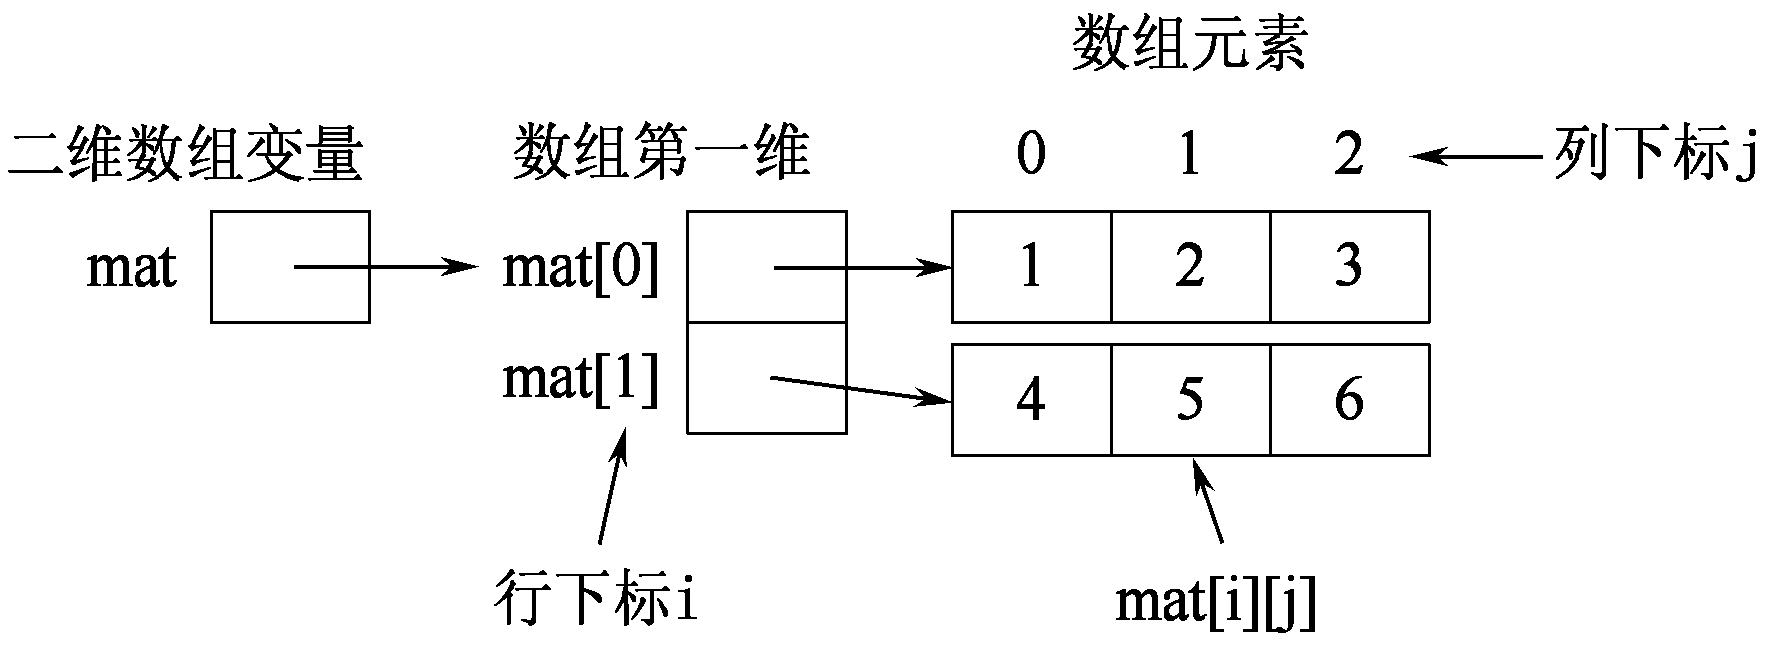 数组元素
二维数组变量 数组第一维 0 1 2 列下标j
mat mat[0] 1 2 3
mat[1] 4 5 6
行下标i mat[i][j]